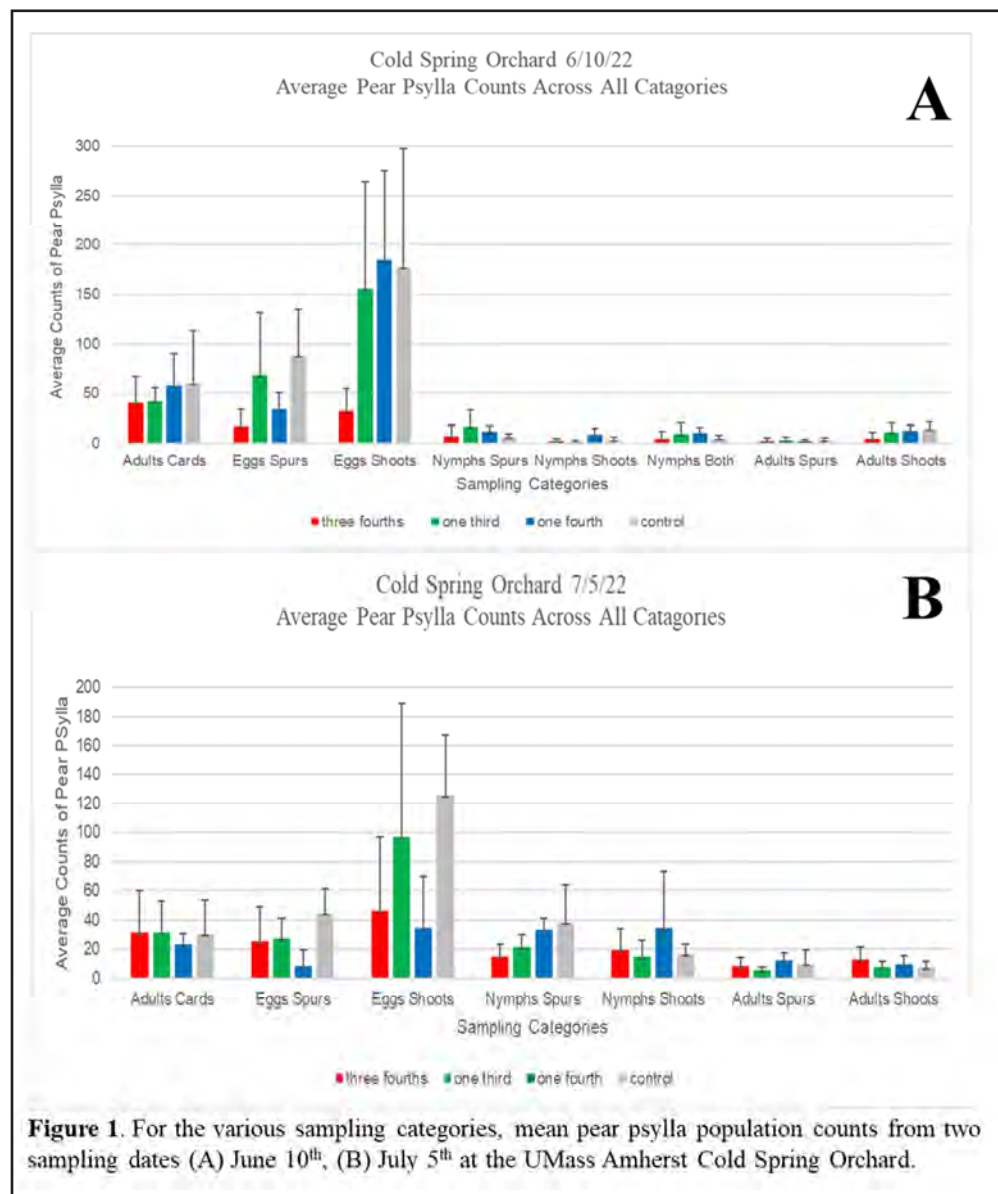 Cold Spring Orchard 6/10/22
Average Pear Psylla Counts Across All Catagories
A
Average Counts of Pear Psylla
300
250
200
150
100
50
0
Adults Cards Eggs Spurs Eggs Shoots Nymphs Spurs Nymphs Shoots Nymphs Both Adults Spurs Adults Shoots
Sampling Categories
three fourths one third one fourth control
Cold Spring Orchard 7/5/22
Average Pear Psylla Counts Across All Catagories
B
Average Counts of Pear PSylla
200
180
160
140
120
100
80
60
40
20
0
Adults Cards Eggs Spurs Eggs Shoots Nymphs Spurs Nymphs Shoots Adults Spurs Adults Shoots
Sampling Categories
three fourths one third one fourth control
Figure 1. For the various sampling categories, mean pear psylla population counts from two
sampling dates (A) June 10th, (B) July 5th at the UMass Amherst Cold Spring Orchard.